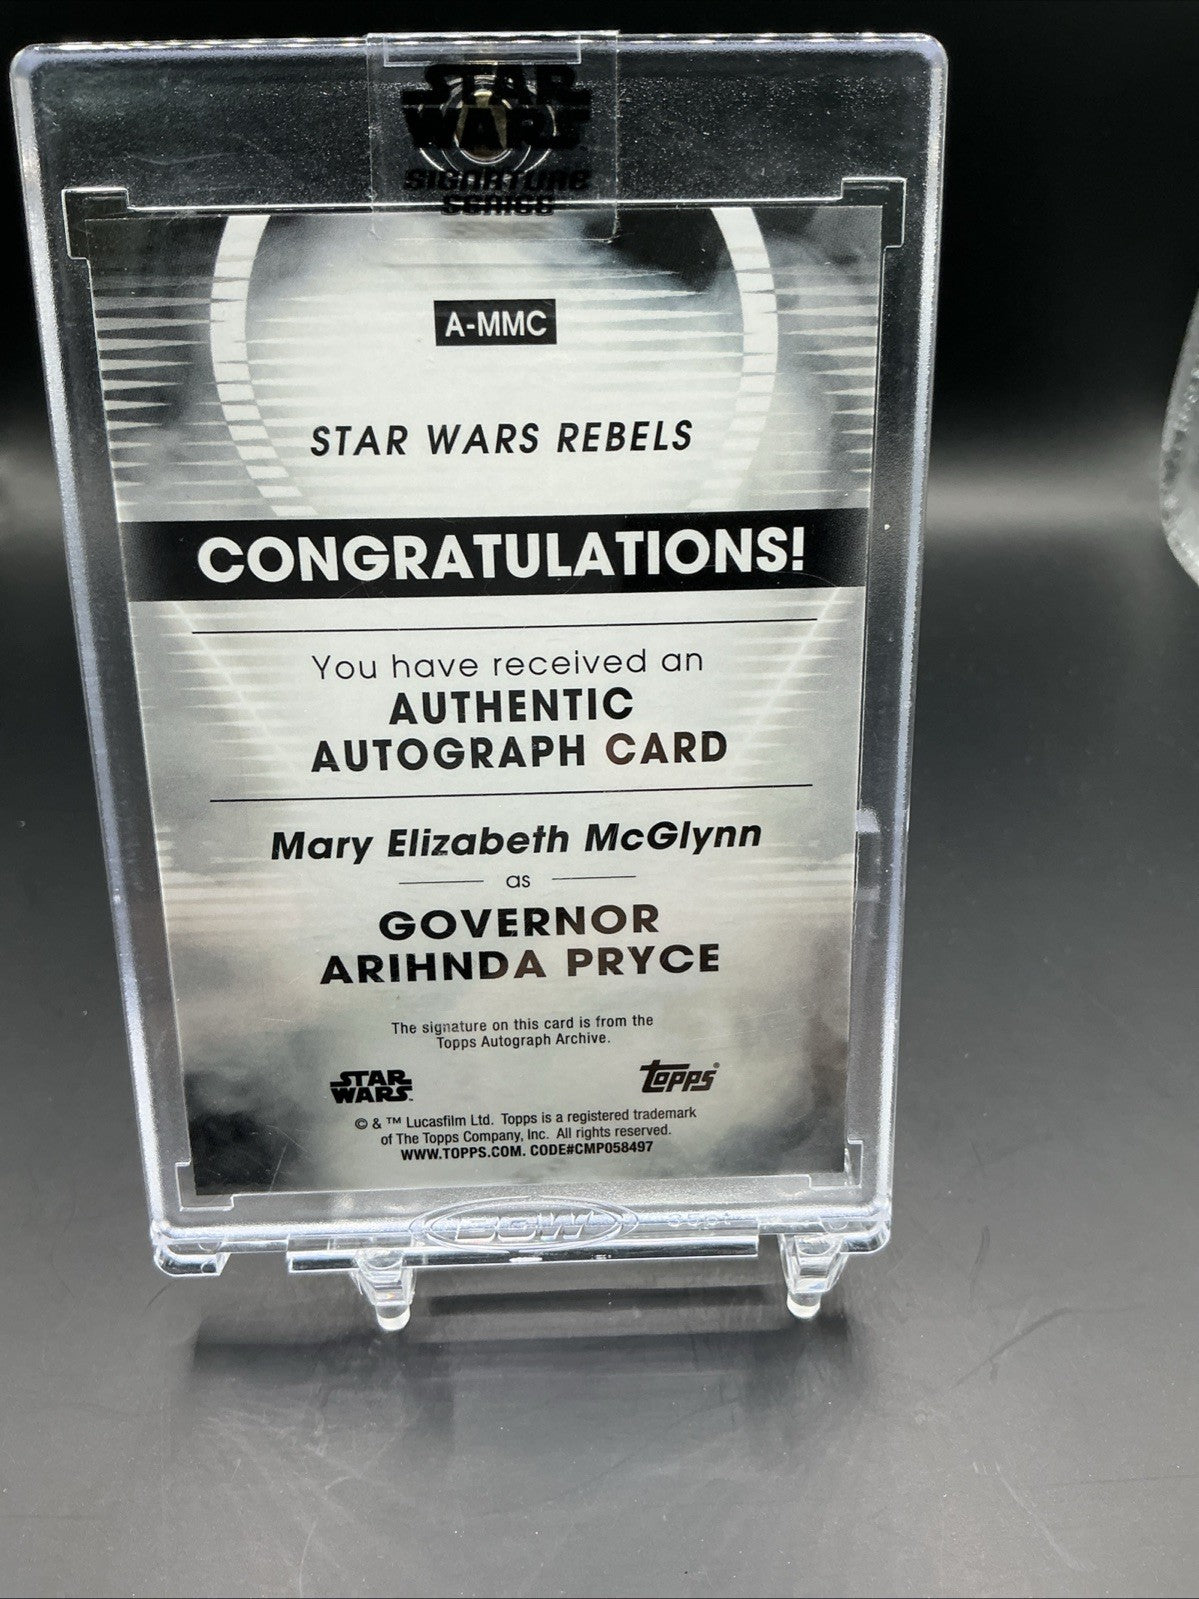 STAR
WARS
SIGNATURE
SERIES
A-MMC
STAR WARS REBELS
CONGRATULATIONS!
You have received an
AUTHENTIC
AUTOGRAPH CARD
Mary Elizabeth McGlynn
as
GOVERNOR
ARIHNDA PRYCE
The signature on this card is from the
Topps Autograph Archive.
STAR
WARS™
topps®
© & ™ Lucasfilm Ltd. Topps is a registered trademark
of The Topps Company, Inc. All rights reserved.
WWW.TOPPS.COM. CODE#CMP058497
BCW